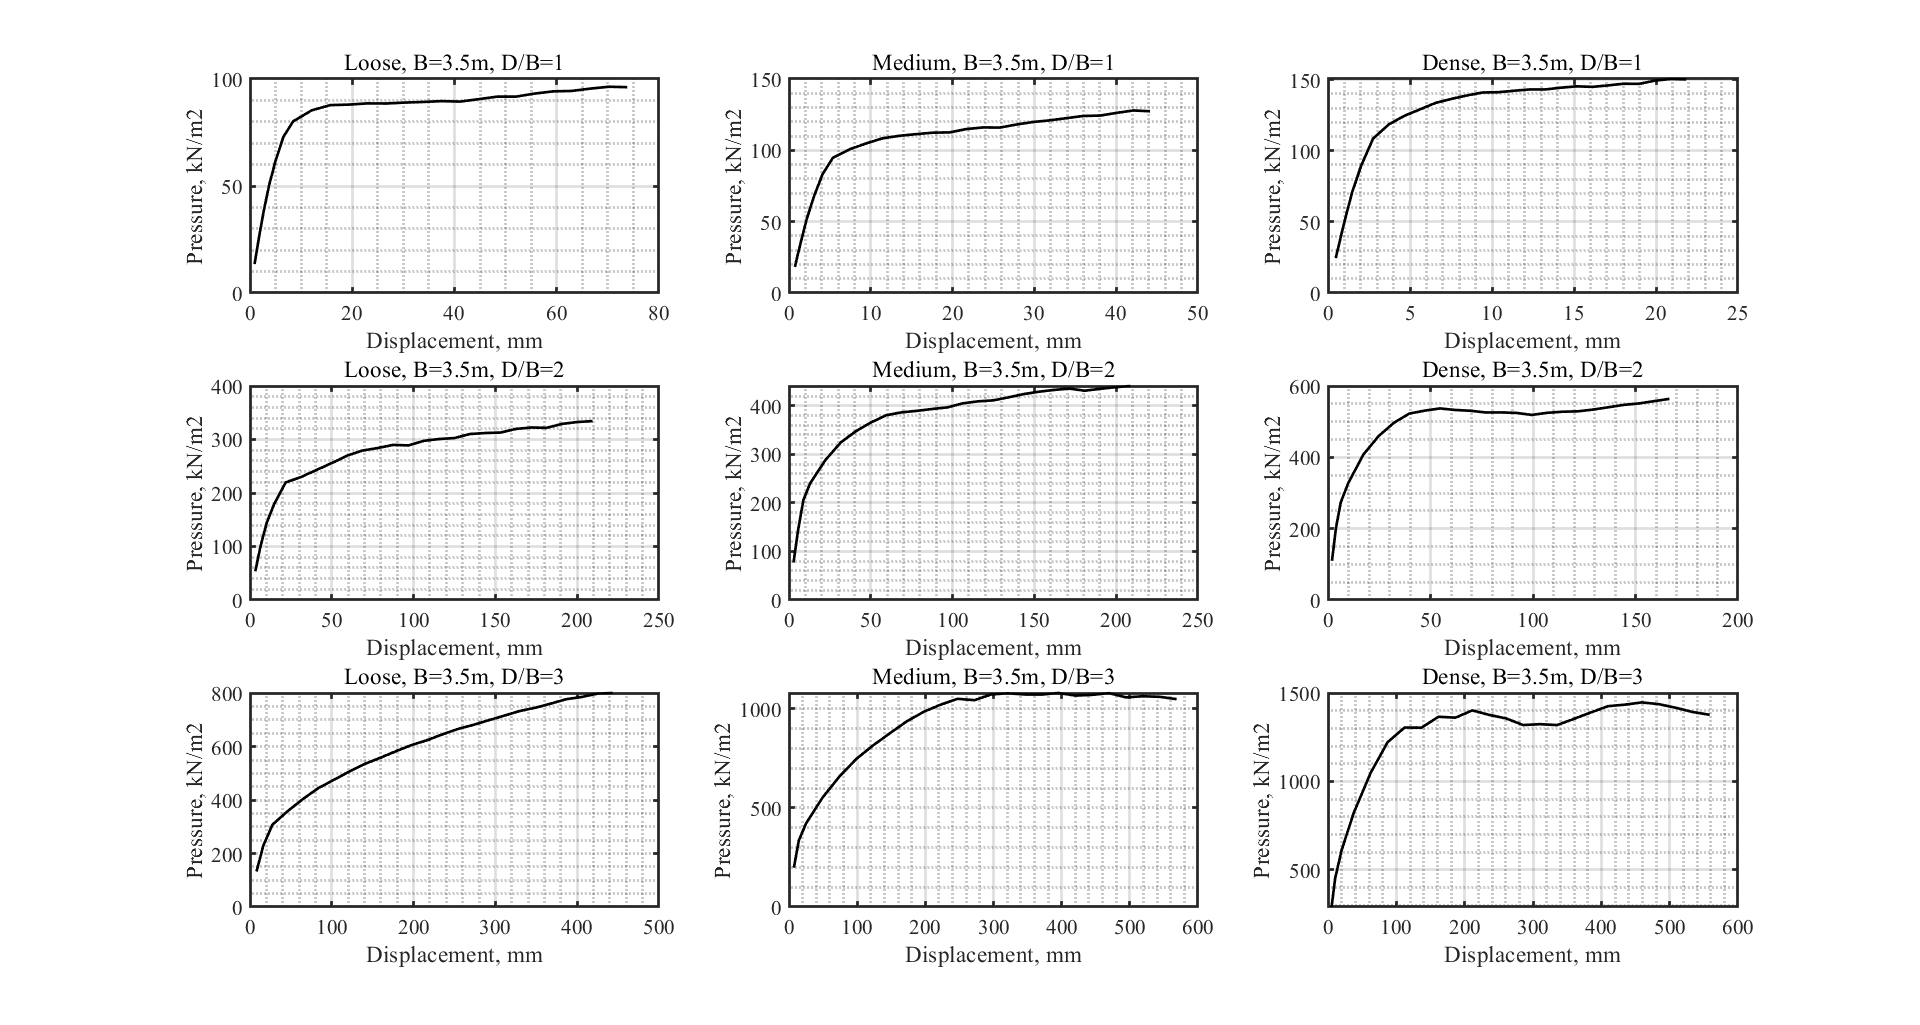 Loose, B=3.5m, D/B=1
Pressure, kN/m2
100
50
0
0 20 40 60 80
Displacement, mm
Medium, B=3.5m, D/B=1
Pressure, kN/m2
150
100
50
0
0 10 20 30 40 50
Displacement, mm
Dense, B=3.5m, D/B=1
Pressure, kN/m2
150
100
50
0
0 5 10 15 20 25
Displacement, mm
Loose, B=3.5m, D/B=2
Pressure, kN/m2
400
300
200
100
0
0 50 100 150 200 250
Displacement, mm
Medium, B=3.5m, D/B=2
Pressure, kN/m2
400
300
200
100
0
0 50 100 150 200 250
Displacement, mm
Dense, B=3.5m, D/B=2
Pressure, kN/m2
600
400
200
0
0 50 100 150 200
Displacement, mm
Loose, B=3.5m, D/B=3
Pressure, kN/m2
800
600
400
200
0
0 100 200 300 400 500
Displacement, mm
Medium, B=3.5m, D/B=3
Pressure, kN/m2
1000
500
0
0 100 200 300 400 500 600
Displacement, mm
Dense, B=3.5m, D/B=3
Pressure, kN/m2
1500
1000
500
0 100 200 300 400 500 600
Displacement, mm